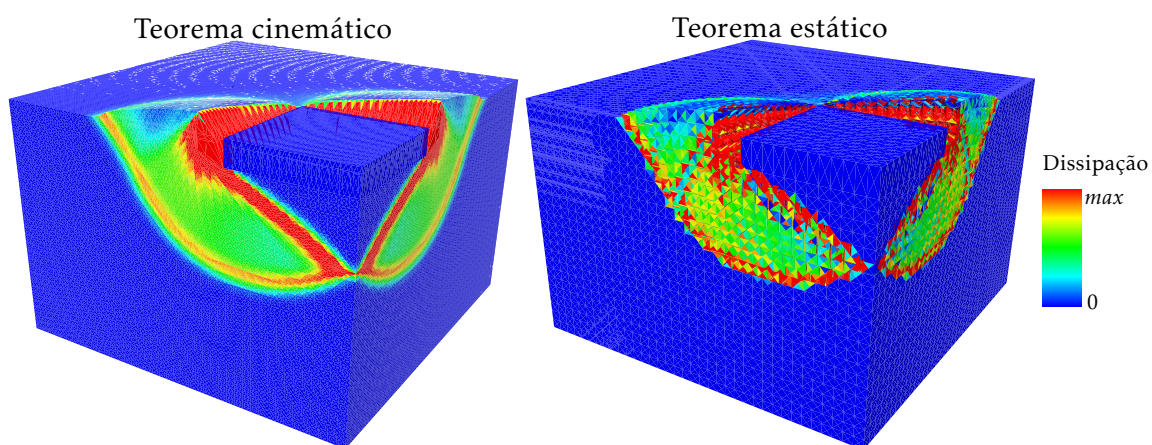 Teorema cinemático
Teorema estático
Dissipação
max
0